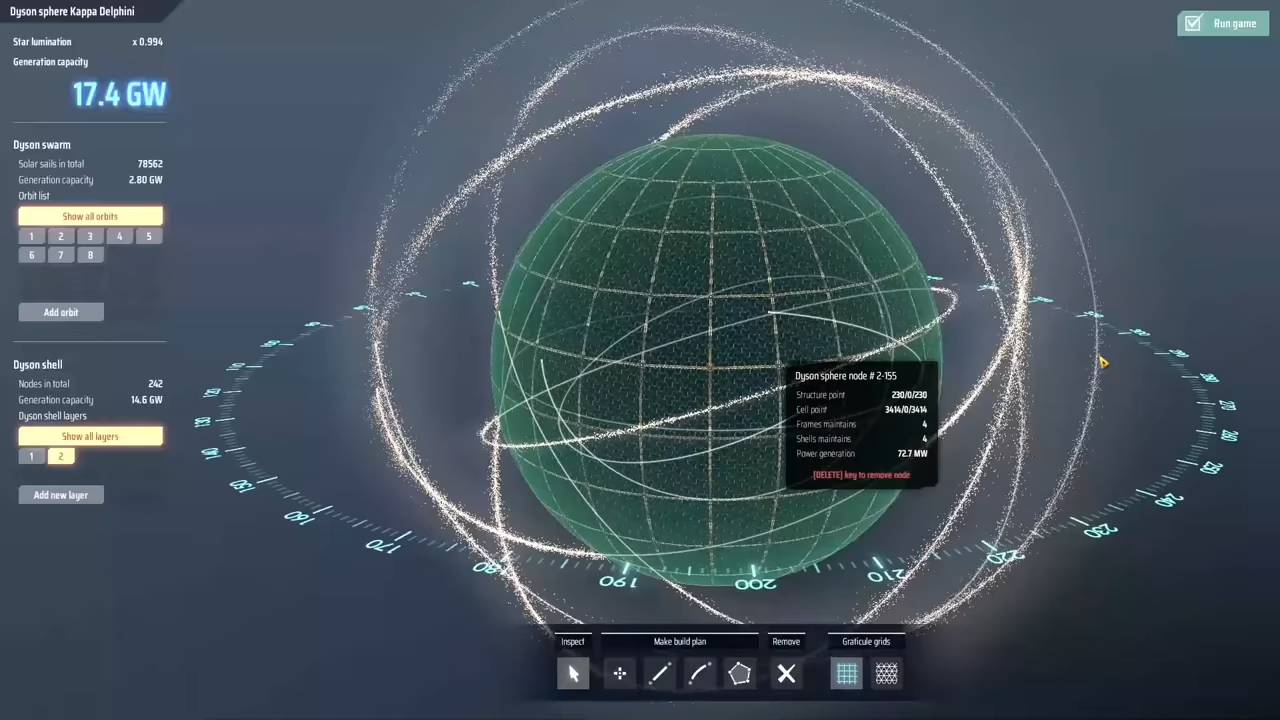 Dyson sphere Kappa Delphini
Star lumination x 0.994
Generation capacity
17.4 GW
Dyson swarm
Solar sails in total 78562
Generation capacity 2.80 GW
Orbit list
Show all orbits
1 2 3 4 5
6 7 8
Add orbit
Dyson shell
Nodes in total 242
Generation capacity 14.6 GW
Dyson shell layers
Show all layers
1 2
Add new layer
Run game
Dyson sphere node # 2-155
Structure point 230/0/230
Cell point 3414/0/3414
Frames maintains 4
Shells maintains 4
Power generation 72.7 MW
[DELETE] key to remove node
150
160
170
180
190
200
210
220
230
240
250
260
270
Inspect Make build plan Remove Graticule grids